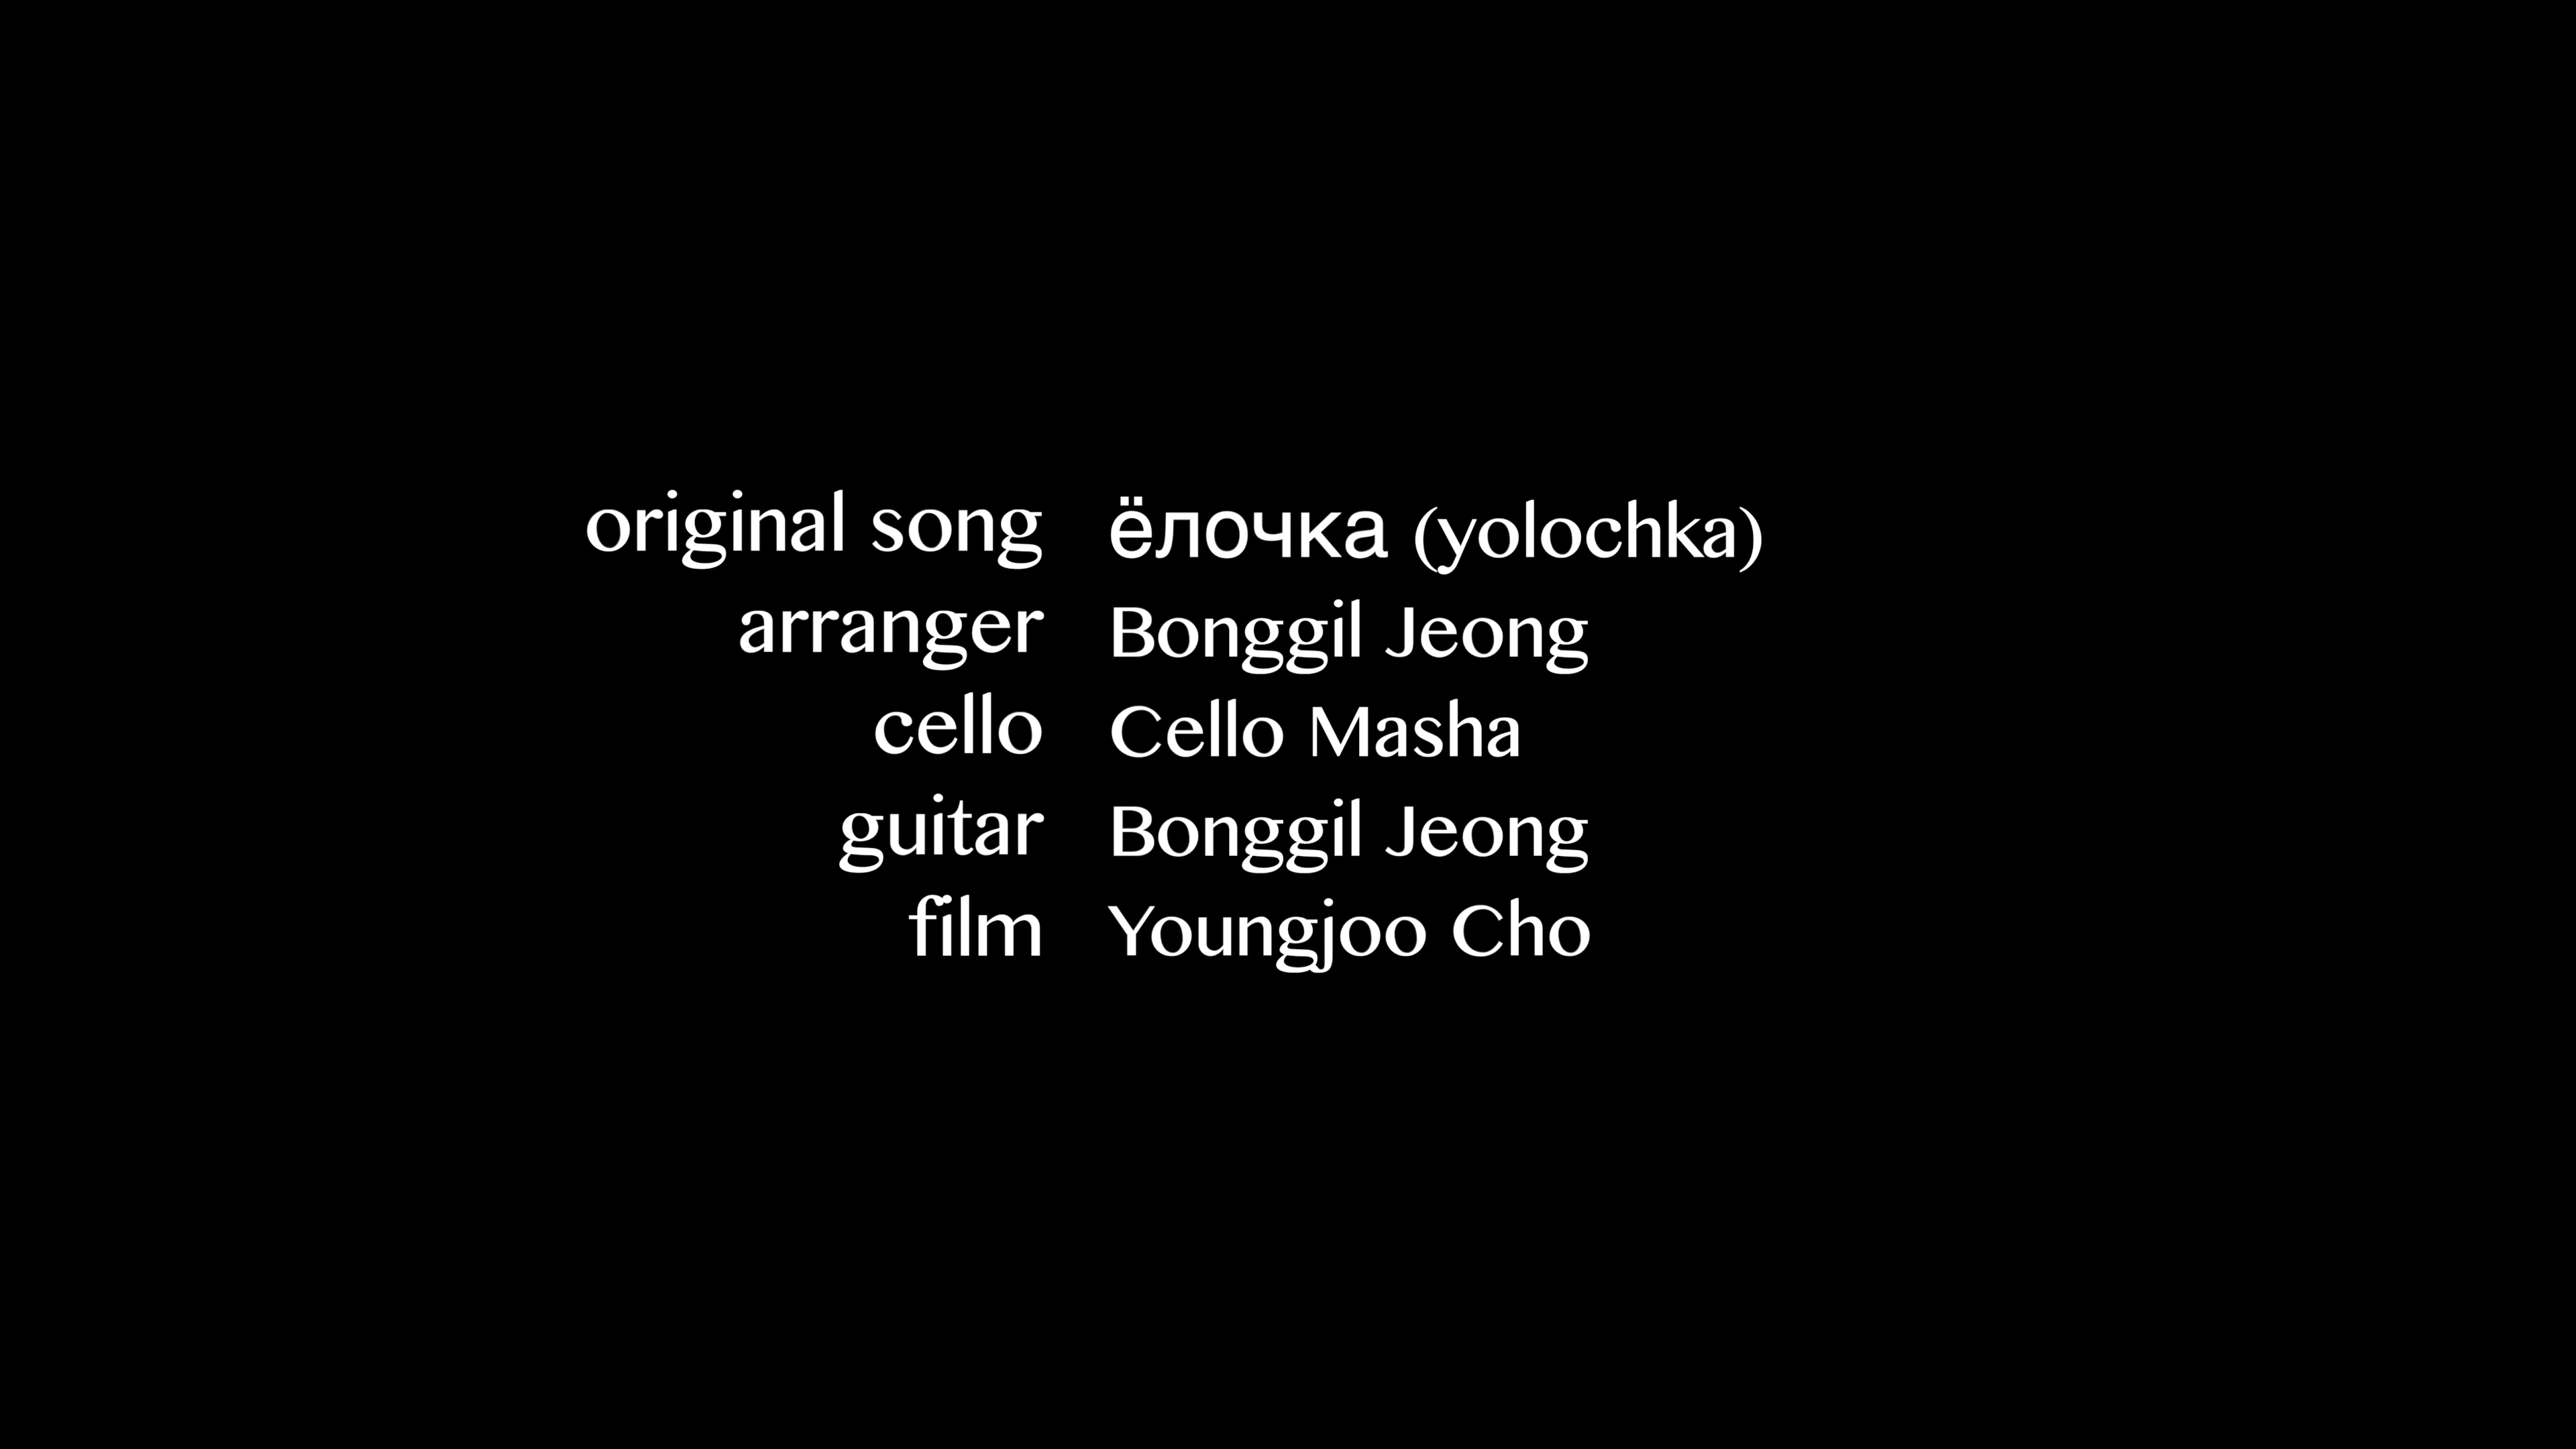 original song ёлочка (yolochka)
arranger Bonggil Jeong
cello Cello Masha
guitar Bonggil Jeong
film Youngjoo Cho